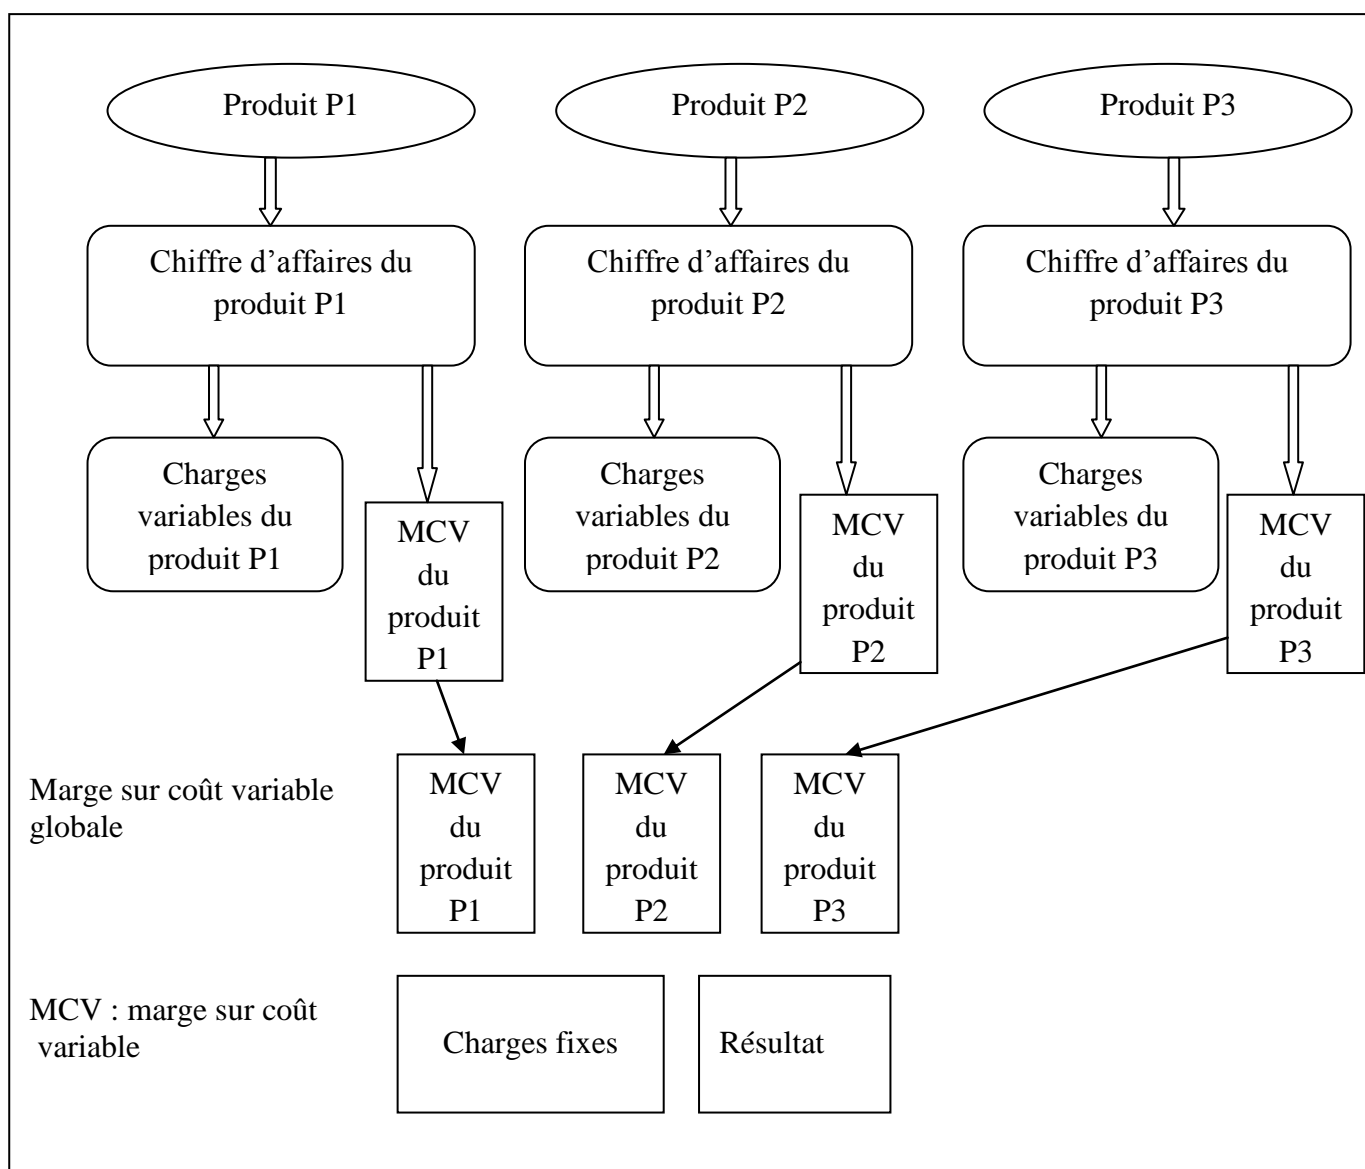 Produit P1
Produit P2
Produit P3
Chiffre d’affaires du
produit P1
Chiffre d’affaires du
produit P2
Chiffre d’affaires du
produit P3
Charges
variables du
produit P1
MCV
du
produit
P1
Charges
variables du
produit P2
MCV
du
produit
P2
Charges
variables du
produit P3
MCV
du
produit
P3
Marge sur coût variable
globale
MCV
du
produit
P1
MCV
du
produit
P2
MCV
du
produit
P3
MCV : marge sur coût
variable
Charges fixes
Résultat